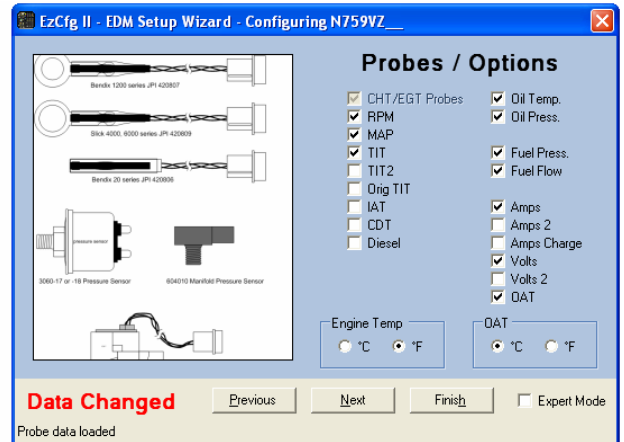 EzCfg II - EDM Setup Wizard - Configuring N759VZ__
Bendix 1200 series JPI 420807
Slick 4000, 6000 series JPI 420809
Bendix 20 series JPI 420806
pressure sensor
3060-17 or -18 Pressure Sensor
604010 Manifold Pressure Sensor
Probes / Options
CHT/EGT Probes
RPM
MAP
TIT
TIT2
Orig TIT
IAT
CDT
Diesel
Oil Temp.
Oil Press.
Fuel Press.
Fuel Flow
Amps
Amps 2
Amps Charge
Volts
Volts 2
OAT
Engine Temp
°C °F
OAT
°C °F
Data Changed
Previous
Next
Finish
Expert Mode
Probe data loaded